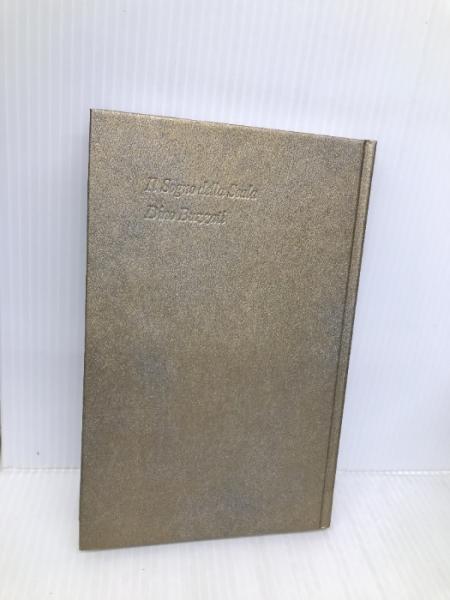 Il Sogno della Scala
Dino Buzzati